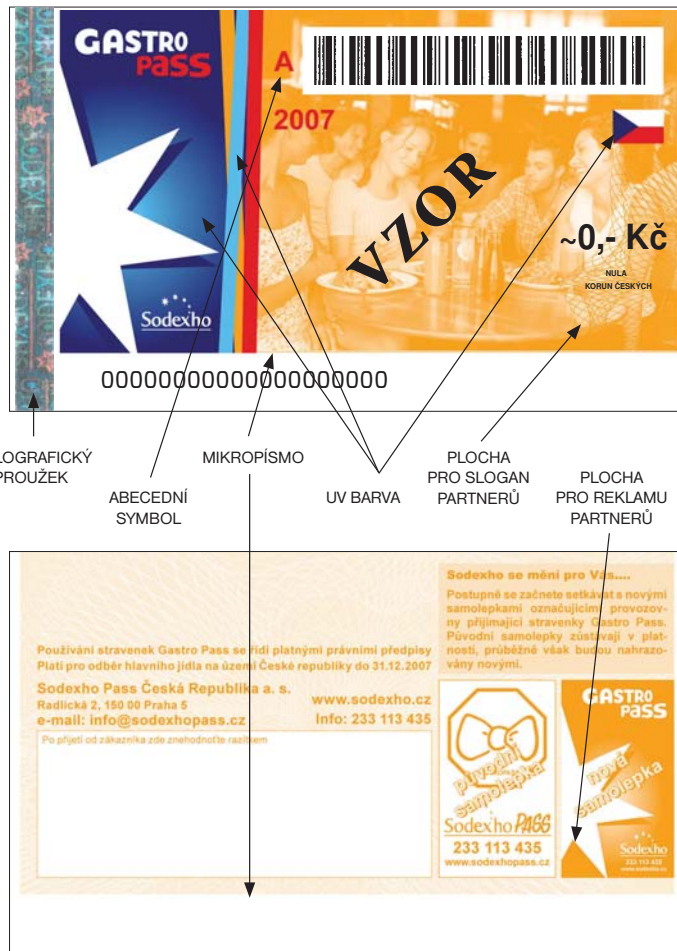 GASTRO
PASS
A
2007
VZOR
~0,- Kč
NULA
KORUN ČESKÝCH
Sodexho
00000000000000000000
LOGRAFICKÝ
PROUŽEK
ABECEDNÍ
SYMBOL
MIKROPÍSMO
UV BARVA
PLOCHA
PRO SLOGAN
PARTNERŮ
PLOCHA
PRO REKLAMU
PARTNERŮ
Používání stravenek Gastro Pass se řídí platnými právními předpisy
Platí pro odběr hlavního jídla na území České republiky do 31.12.2007
Sodexho Pass Česká Republika a. s.
Radlická 2, 150 00 Praha 5
e-mail: info@sodexhopass.cz
www.sodexho.cz
Info: 233 113 435
Po přijetí od zákazníka zde znehodnoťte razítkem
Sodexho se mění pro Vás....
Postupně se začnete setkávat s novými
samolepkami označujícími provozov-
ny přijímající stravenky Gastro Pass.
Původní samolepky zůstávají v plat-
nosti, průběžně však budou nahrazo-
vány novými.
původní
samolepka
Sodexho PASS
233 113 435
www.sodexhopass.cz
GASTRO
PASS
nová
samolepka
Sodexho
233 113 435
www.sodexho.cz